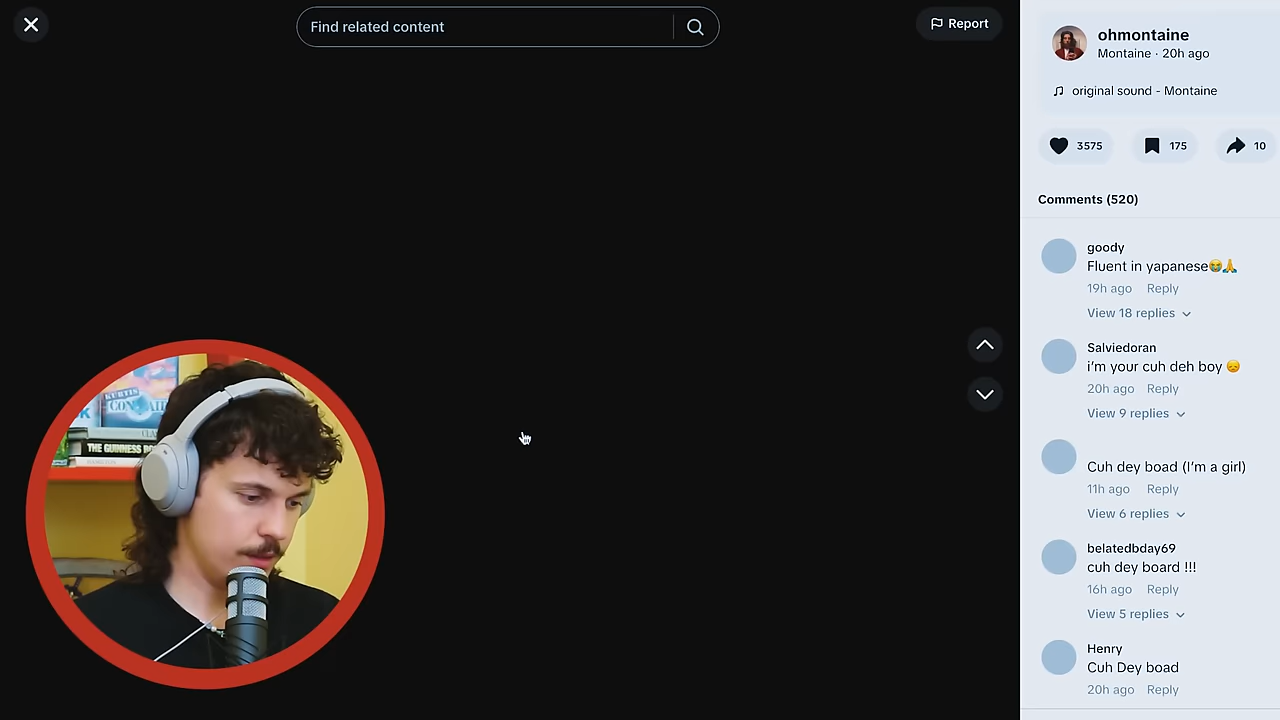 Find related content
Report
ohmontaine
Montaine · 20h ago
original sound - Montaine
3575
175
10
Comments (520)
goody
Fluent in yapanese😭🙏
19h ago Reply
View 18 replies
Salviedoran
i'm your cuh deh boy 😞
20h ago Reply
View 9 replies
Cuh dey boad (I'm a girl)
11h ago Reply
View 6 replies
belatedbday69
cuh dey board !!!
16h ago Reply
View 5 replies
Henry
Cuh Dey boad
20h ago Reply
KURTIS
THE GUINNESS